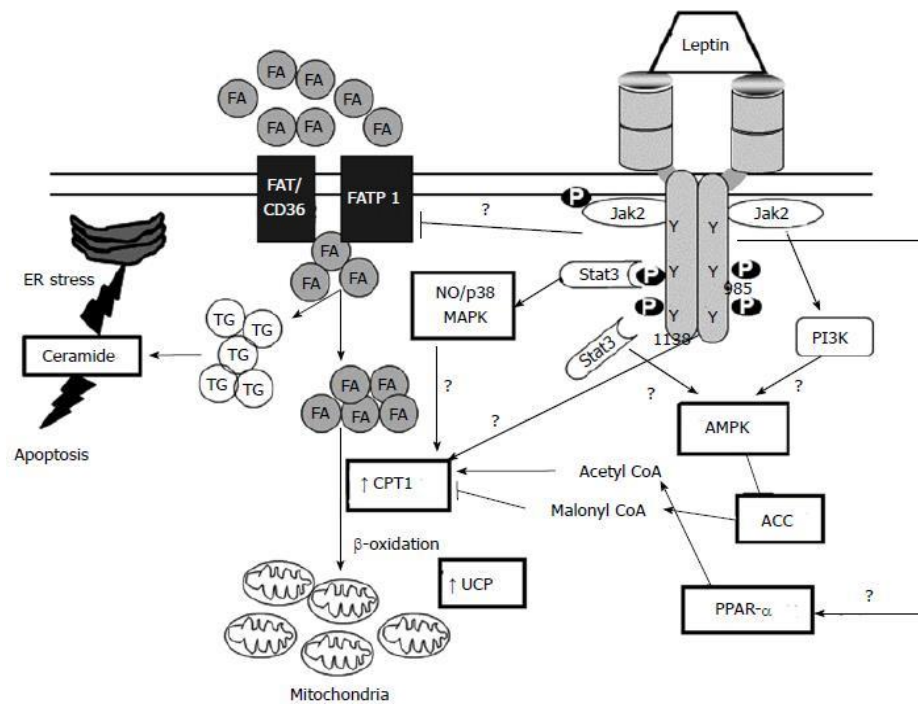 Leptin
FA
FA
FA
FA
FA
FA
FA
FA
FAT/
CD36
FATP 1
P
?
Jak2
Jak2
Y
Y
FA
FA
FA
ER stress
NO/p38
MAPK
Stat3
P
Y
Y
P
985
TG
TG
TG
TG
TG
TG
P
Y
Y
P
1138
Stat3
PI3K
Ceramide
FA
FA
FA
FA
FA
?
?
?
?
AMPK
Apoptosis
↑ CPT1
Acetyl CoA
Malonyl CoA
ACC
β-oxidation
↑ UCP
PPAR-α
?
Mitochondria